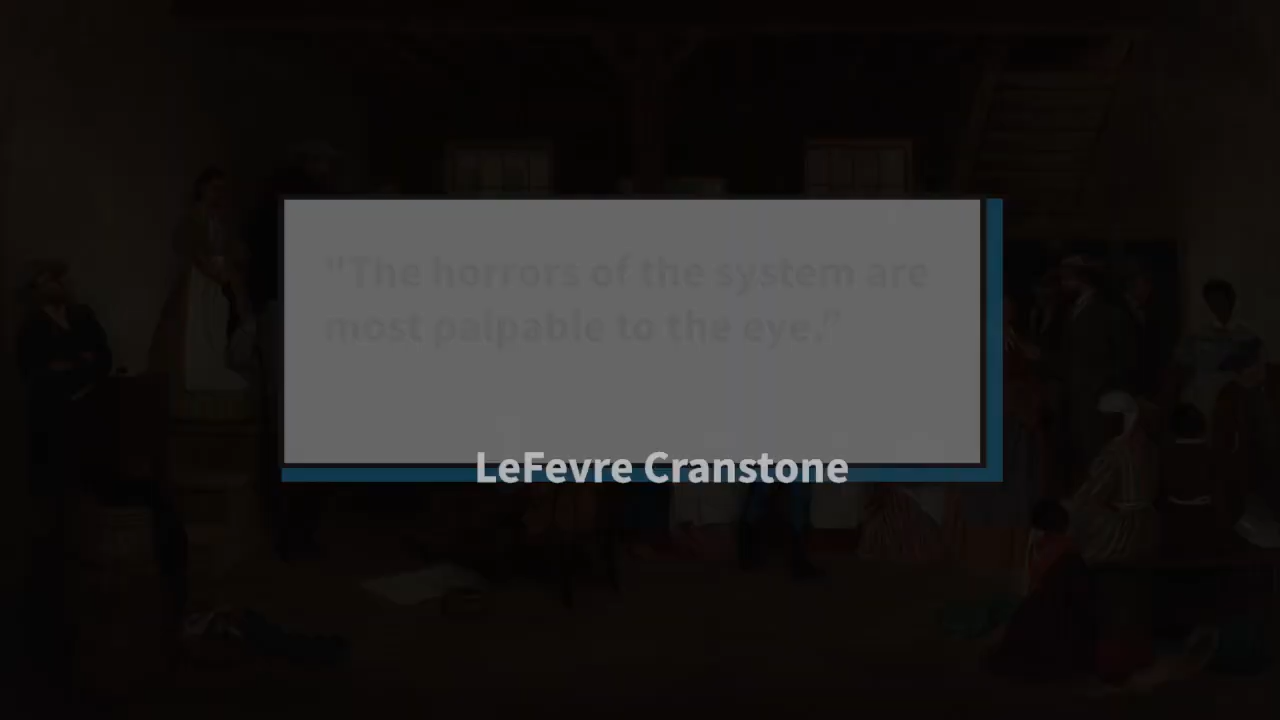 "The horrors of the system are
most palpable to the eye."
LeFevre Cranstone